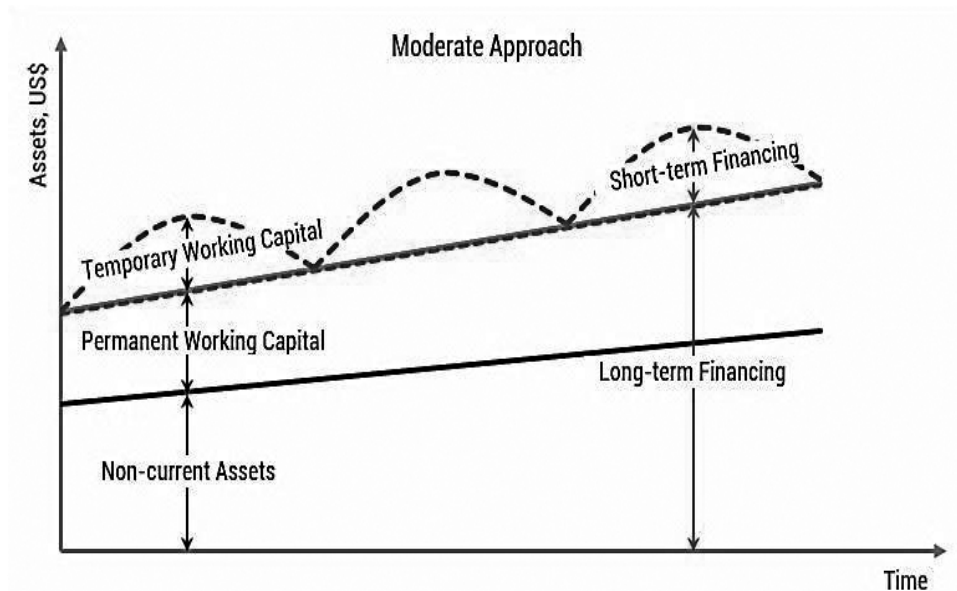 Moderate Approach
Assets, US$
Short-term Financing
Temporary Working Capital
Permanent Working Capital
Long-term Financing
Non-current Assets
Time